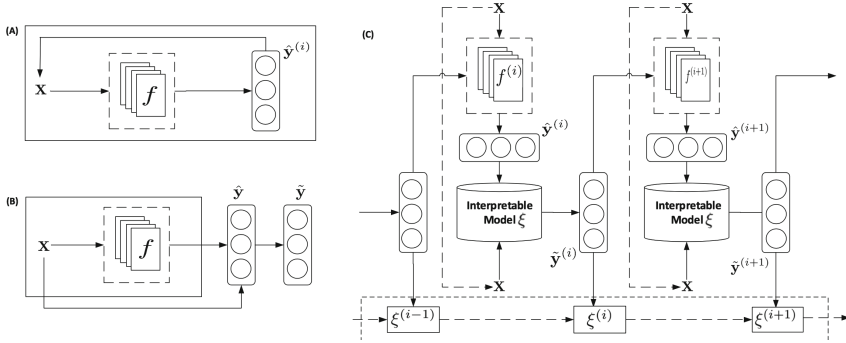 (A)
x
f
ŷ^(i)
(B)
x
f
ŷ
ỹ
(C)
x
f^(i)
ŷ^(i)
Interpretable
Model ξ
ỹ^(i)
x
x
f^(i+1)
ŷ^(i+1)
Interpretable
Model ξ
ỹ^(i+1)
x
ξ^(i−1)
ξ^(i)
ξ^(i+1)